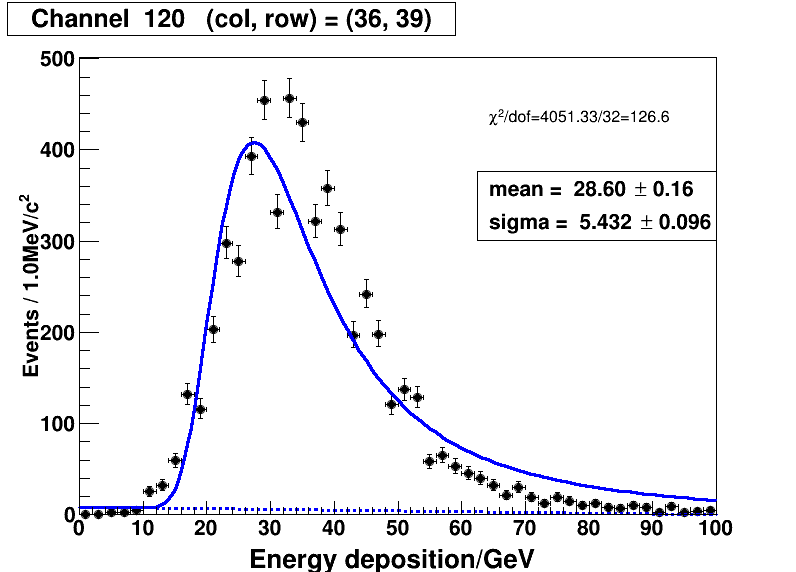 Channel 120 (col, row) = (36, 39)
500
χ²/dof=4051.33/32=126.6
400
mean = 28.60 ± 0.16
sigma = 5.432 ± 0.096
300
200
100
0
Events / 1.0MeV/c²
0 10 20 30 40 50 60 70 80 90 100
Energy deposition/GeV